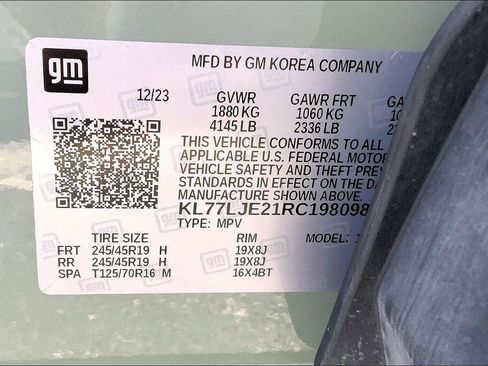 gm
MFD BY GM KOREA COMPANY
12/23 GVWR GAWR FRT
1880 KG 1060 KG
4145 LB 2336 LB
THIS VEHICLE CONFORMS TO ALL
APPLICABLE U.S. FEDERAL MOTOR
VEHICLE SAFETY AND THEFT
STANDARDS IN EFFECT ON THE DA
MANUFACTURE SHOWN ABOVE.
KL77LJE21RC198098
TYPE: MPV MODEL: 1
TIRE SIZE RIM
FRT 245/45R19 H 19X8J
RR 245/45R19 H 19X8J
SPA T125/70R16 M 16X4BT